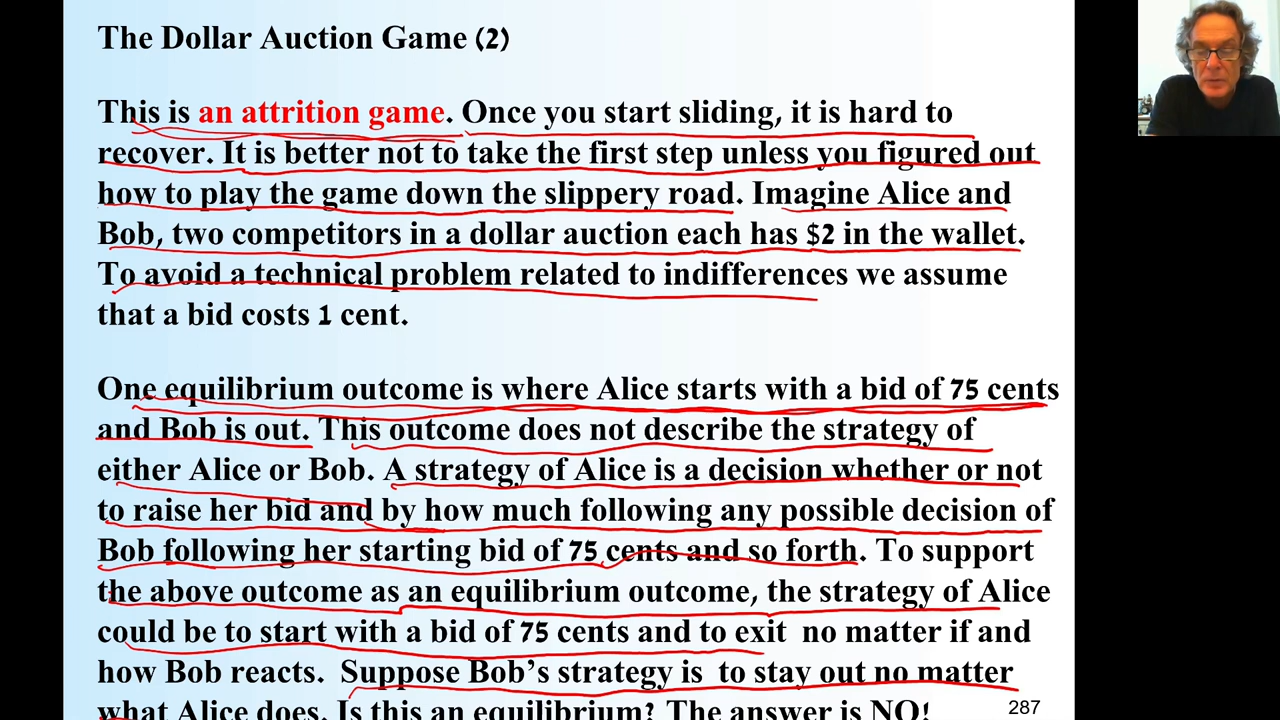 The Dollar Auction Game (2)
This is an attrition game. Once you start sliding, it is hard to
recover. It is better not to take the first step unless you figured out
how to play the game down the slippery road. Imagine Alice and
Bob, two competitors in a dollar auction each has $2 in the wallet.
To avoid a technical problem related to indifferences we assume
that a bid costs 1 cent.
One equilibrium outcome is where Alice starts with a bid of 75 cents
and Bob is out. This outcome does not describe the strategy of
either Alice or Bob. A strategy of Alice is a decision whether or not
to raise her bid and by how much following any possible decision of
Bob following her starting bid of 75 cents and so forth. To support
the above outcome as an equilibrium outcome, the strategy of Alice
could be to start with a bid of 75 cents and to exit no matter if and
how Bob reacts. Suppose Bob's strategy is to stay out no matter
what Alice does. Is this an equilibrium? The answer is NO!
287